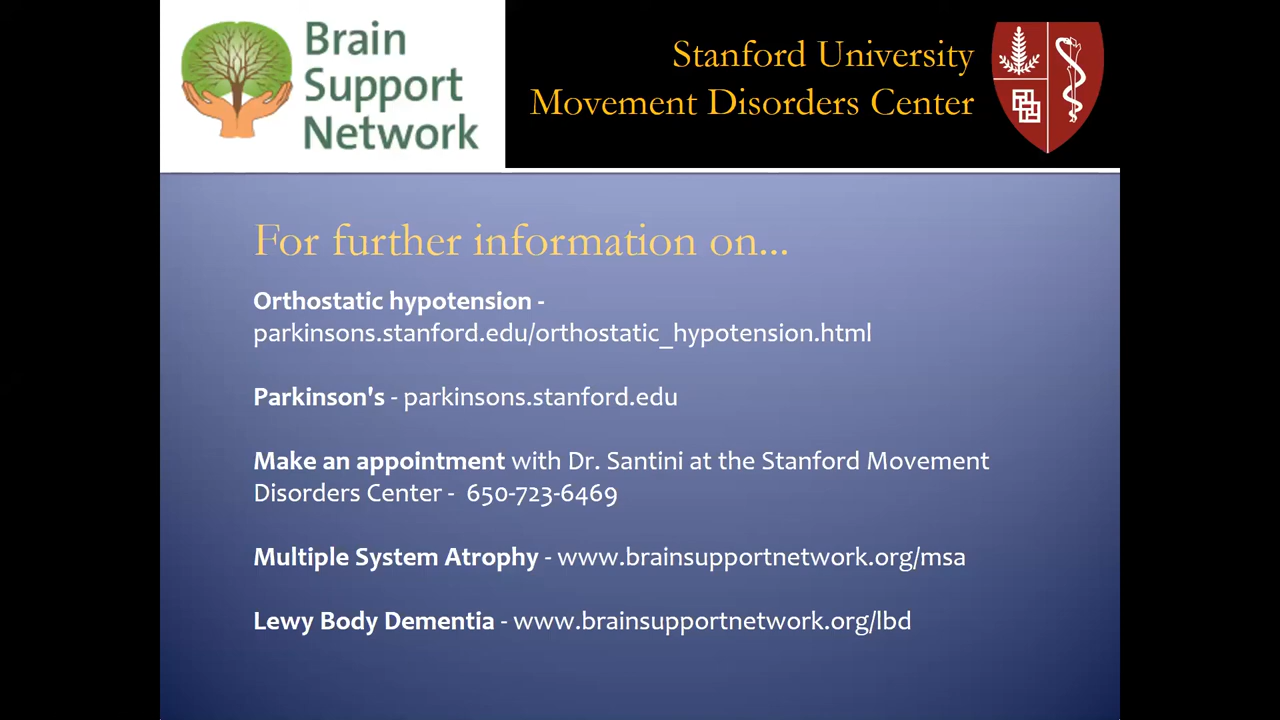 Brain
Support
Network
Stanford University
Movement Disorders Center
For further information on...
Orthostatic hypotension -
parkinsons.stanford.edu/orthostatic_hypotension.html
Parkinson's - parkinsons.stanford.edu
Make an appointment with Dr. Santini at the Stanford Movement
Disorders Center - 650-723-6469
Multiple System Atrophy - www.brainsupportnetwork.org/msa
Lewy Body Dementia - www.brainsupportnetwork.org/lbd